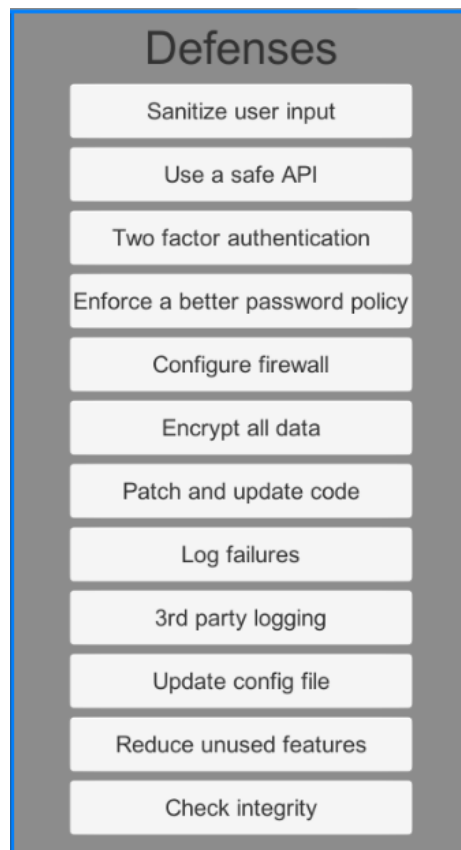 Defenses
Sanitize user input
Use a safe API
Two factor authentication
Enforce a better password policy
Configure firewall
Encrypt all data
Patch and update code
Log failures
3rd party logging
Update config file
Reduce unused features
Check integrity